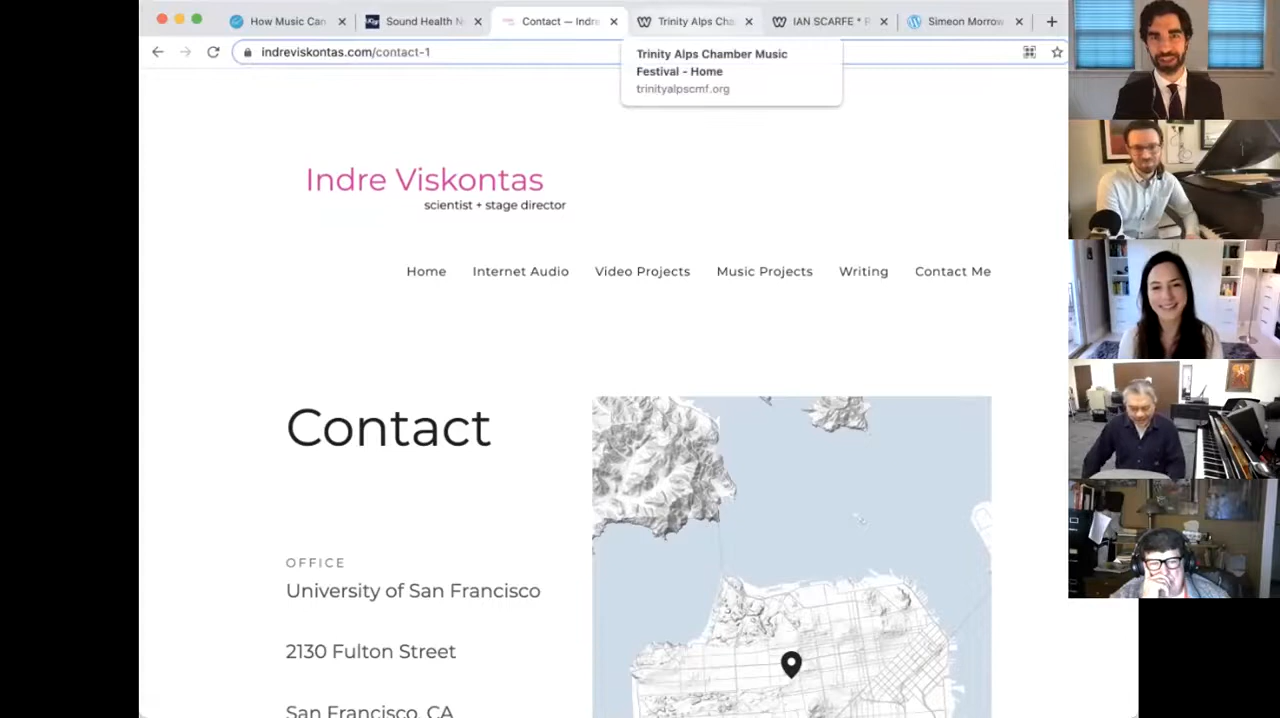 How Music Can
Sound Health N
Contact — Indre
Trinity Alps Cha
IAN SCARFE * P
Simeon Morrow
indreviskontas.com/contact-1
Trinity Alps Chamber Music
Festival - Home
trinityalpscmf.org
Indre Viskontas
scientist + stage director
Home Internet Audio Video Projects Music Projects Writing Contact Me
Contact
OFFICE
University of San Francisco
2130 Fulton Street
San Francisco, CA